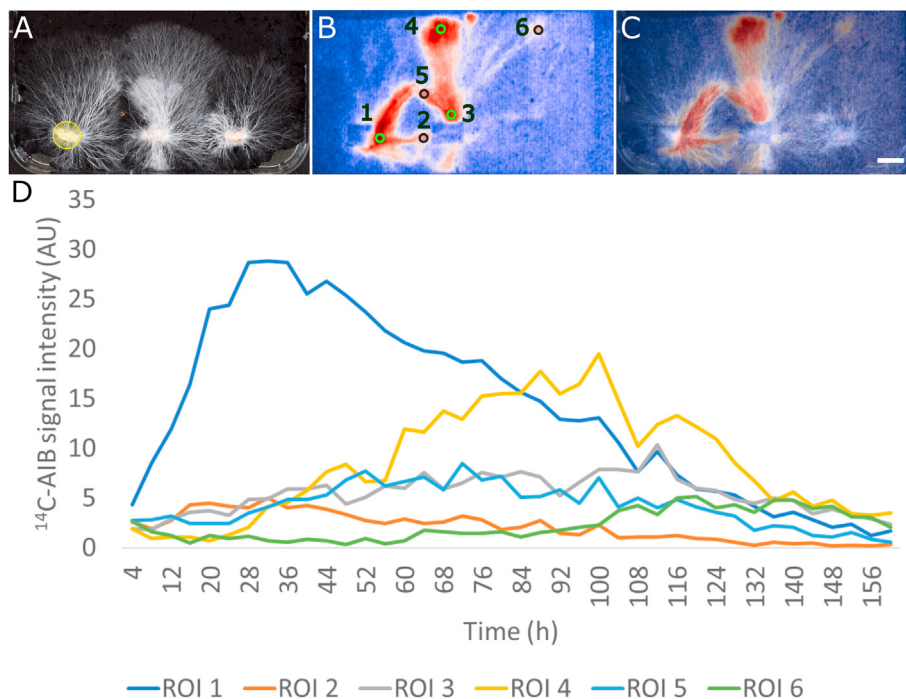 A B C
4 6
5
1 3
2
D
35
30
25
20
15
10
5
0
¹⁴C-AIB signal intensity (AU)
4 12 20 28 36 44 52 60 68 76 84 92 100 108 116 124 132 140 148 156
Time (h)
ROI 1 ROI 2 ROI 3 ROI 4 ROI 5 ROI 6